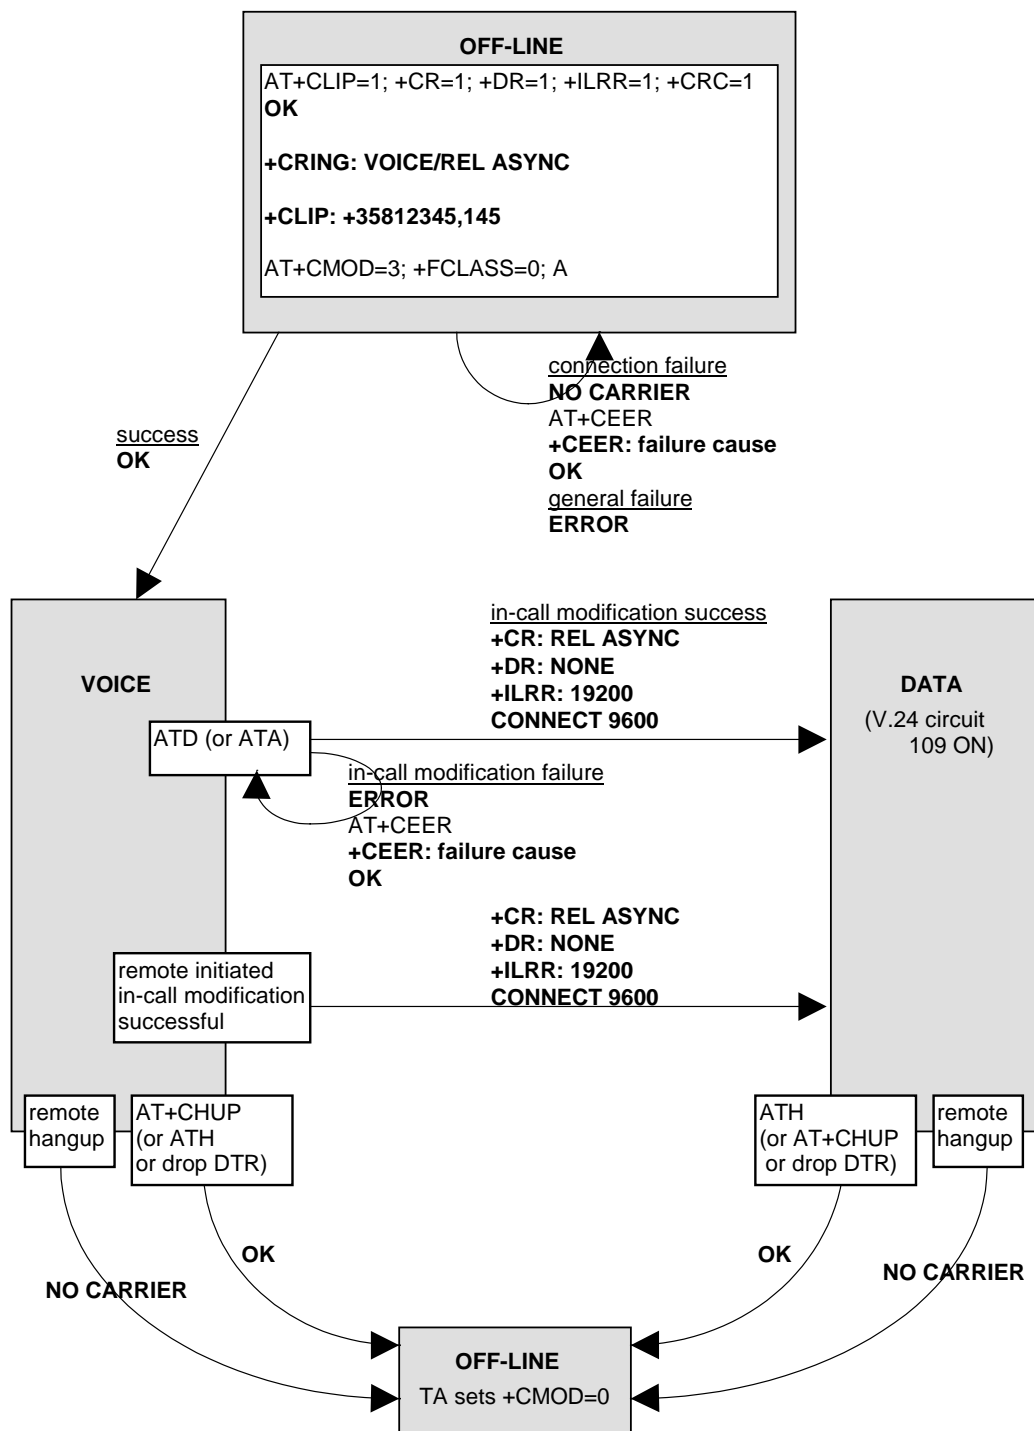 OFF-LINE
AT+CLIP=1; +CR=1; +DR=1; +ILRR=1; +CRC=1
OK
+CRING: VOICE/REL ASYNC
+CLIP: +35812345,145
AT+CMOD=3; +FCLASS=0; A
connection failure
NO CARRIER
AT+CEER
+CEER: failure cause
OK
general failure
ERROR
success
OK
VOICE
in-call modification success
+CR: REL ASYNC
+DR: NONE
+ILRR: 19200
CONNECT 9600
DATA
(V.24 circuit
109 ON)
ATD (or ATA)
in-call modification failure
ERROR
AT+CEER
+CEER: failure cause
OK
+CR: REL ASYNC
+DR: NONE
+ILRR: 19200
CONNECT 9600
remote initiated
in-call modification
successful
remote
hangup
AT+CHUP
(or ATH
or drop DTR)
ATH
(or AT+CHUP
or drop DTR)
remote
hangup
OK
NO CARRIER
OK
NO CARRIER
OFF-LINE
TA sets +CMOD=0